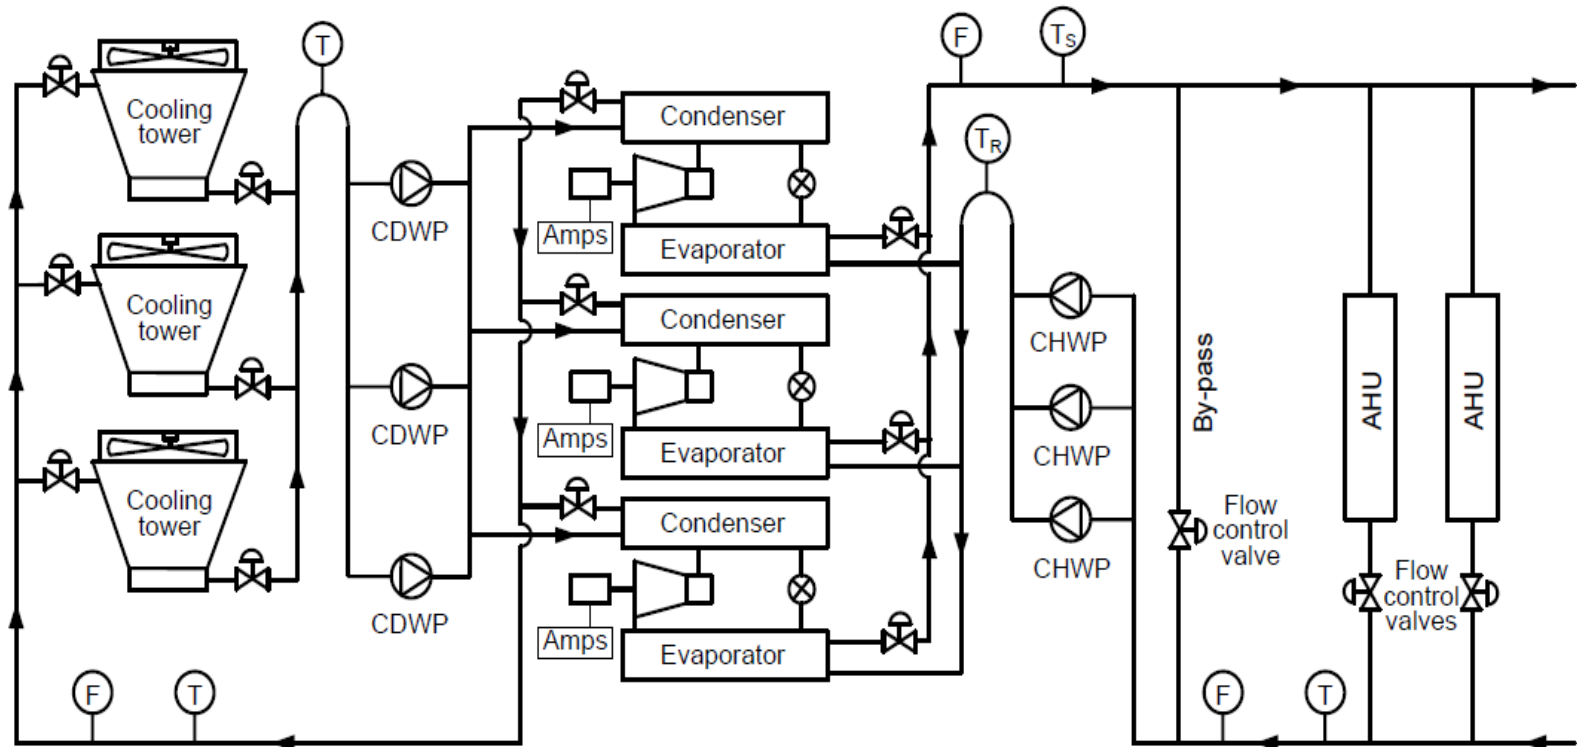 T
F
TS
Cooling
tower
Condenser
TR
CDWP
Amps
Evaporator
Cooling
tower
Condenser
CHWP
By-pass
AHU
AHU
CDWP
Amps
Evaporator
CHWP
Cooling
tower
Condenser
Flow
control
valve
CHWP
Flow
control
valves
CDWP
Amps
Evaporator
F
T
F
T